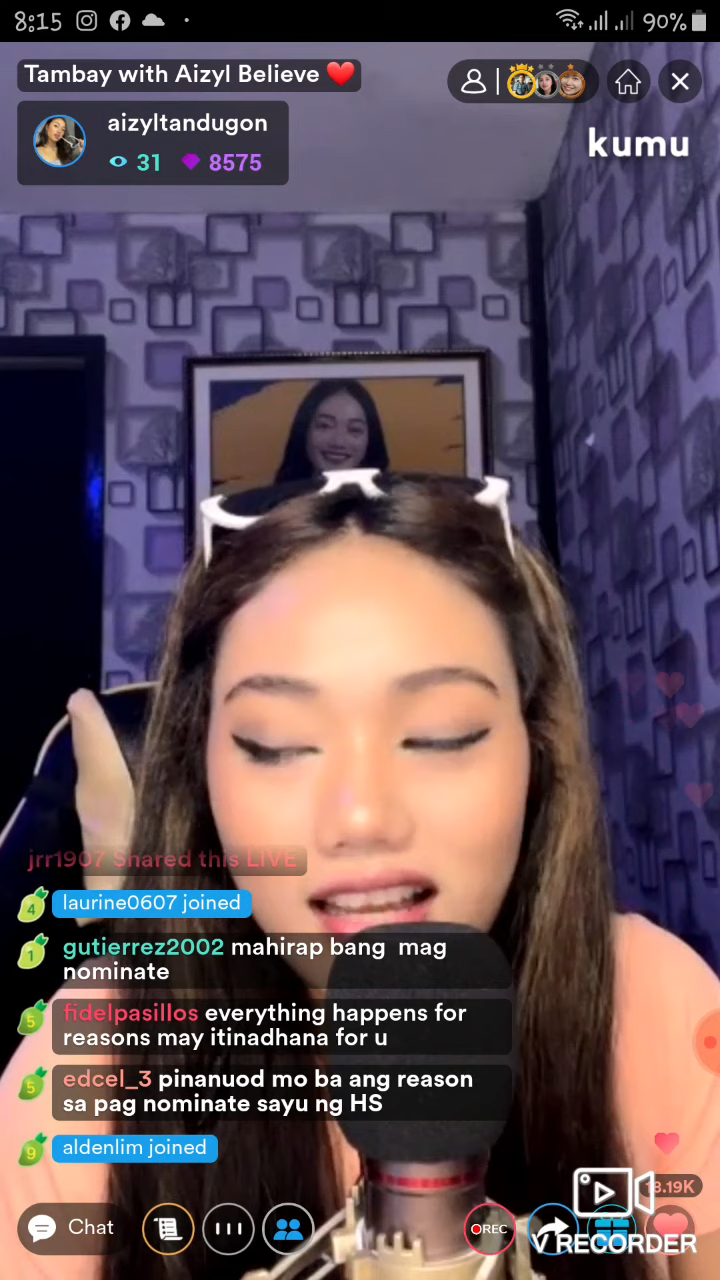 8:15
90%
Tambay with Aizyl Believe ❤️
aizyltandugon
31 8575
kumu
jrr1907 Shared this LIVE
4 laurine0607 joined
1 gutierrez2002 mahirap bang mag
nominate
5 fidelpasillos everything happens for
reasons may itinadhana for u
5 edcel_3 pinanuod mo ba ang reason
sa pag nominate sayu ng HS
9 aldenlim joined
Chat
REC
V RECORDER